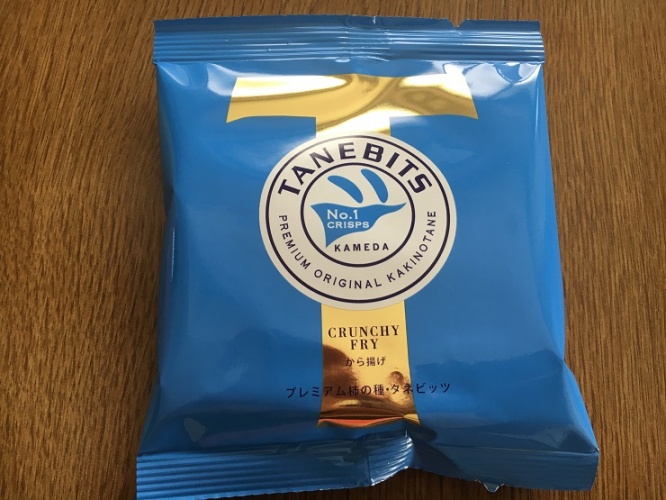 TANEBITS
No.1
CRISPS
KAMEDA
PREMIUM ORIGINAL KAKINOTANE
CRUNCHY
FRY
から揚げ
プレミアム柿の種・タネビッツ